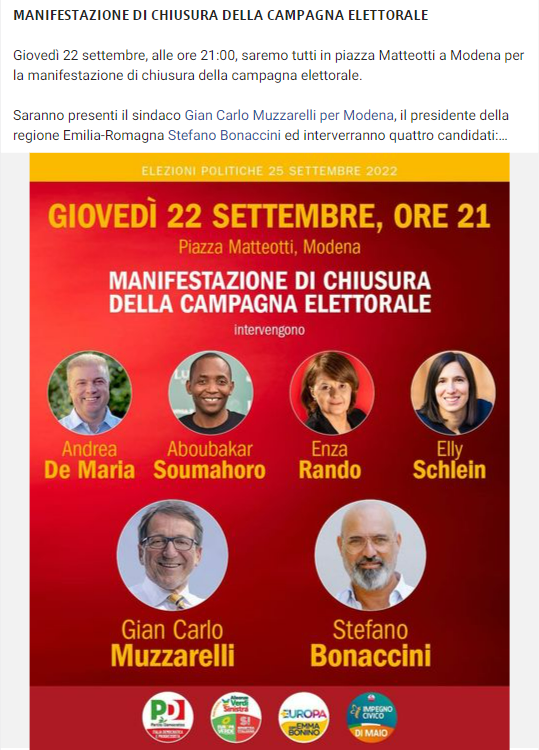 MANIFESTAZIONE DI CHIUSURA DELLA CAMPAGNA ELETTORALE
Giovedì 22 settembre, alle ore 21:00, saremo tutti in piazza Matteotti a Modena per
la manifestazione di chiusura della campagna elettorale.
Saranno presenti il sindaco Gian Carlo Muzzarelli per Modena, il presidente della
regione Emilia-Romagna Stefano Bonaccini ed interverranno quattro candidati:...
ELEZIONI POLITICHE 25 SETTEMBRE 2022
GIOVEDÌ 22 SETTEMBRE, ORE 21
Piazza Matteotti, Modena
MANIFESTAZIONE DI CHIUSURA
DELLA CAMPAGNA ELETTORALE
intervengono
Andrea
De Maria
Aboubakar
Soumahoro
Enza
Rando
Elly
Schlein
Gian Carlo
Muzzarelli
Stefano
Bonaccini
PD
Partito Democratico
ITALIA DEMOCRATICA
E PROGRESSISTA
Alleanza
Verdi
Sinistra
SI
+EUROPA
EMMA
BONINO
IMPEGNO
CIVICO
DI MAIO